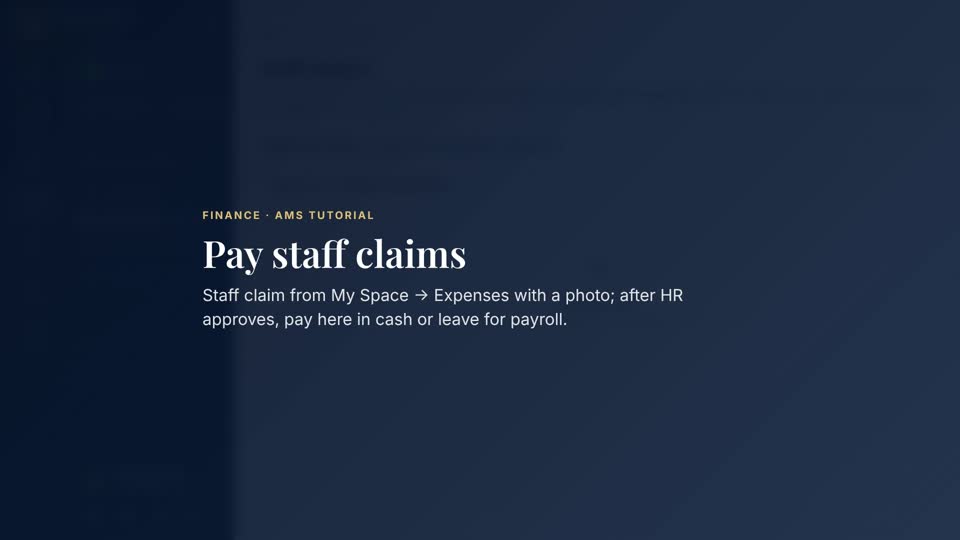 FINANCE · AMS TUTORIAL
Pay staff claims
Staff claim from My Space → Expenses with a photo; after HR
approves, pay here in cash or leave for payroll.